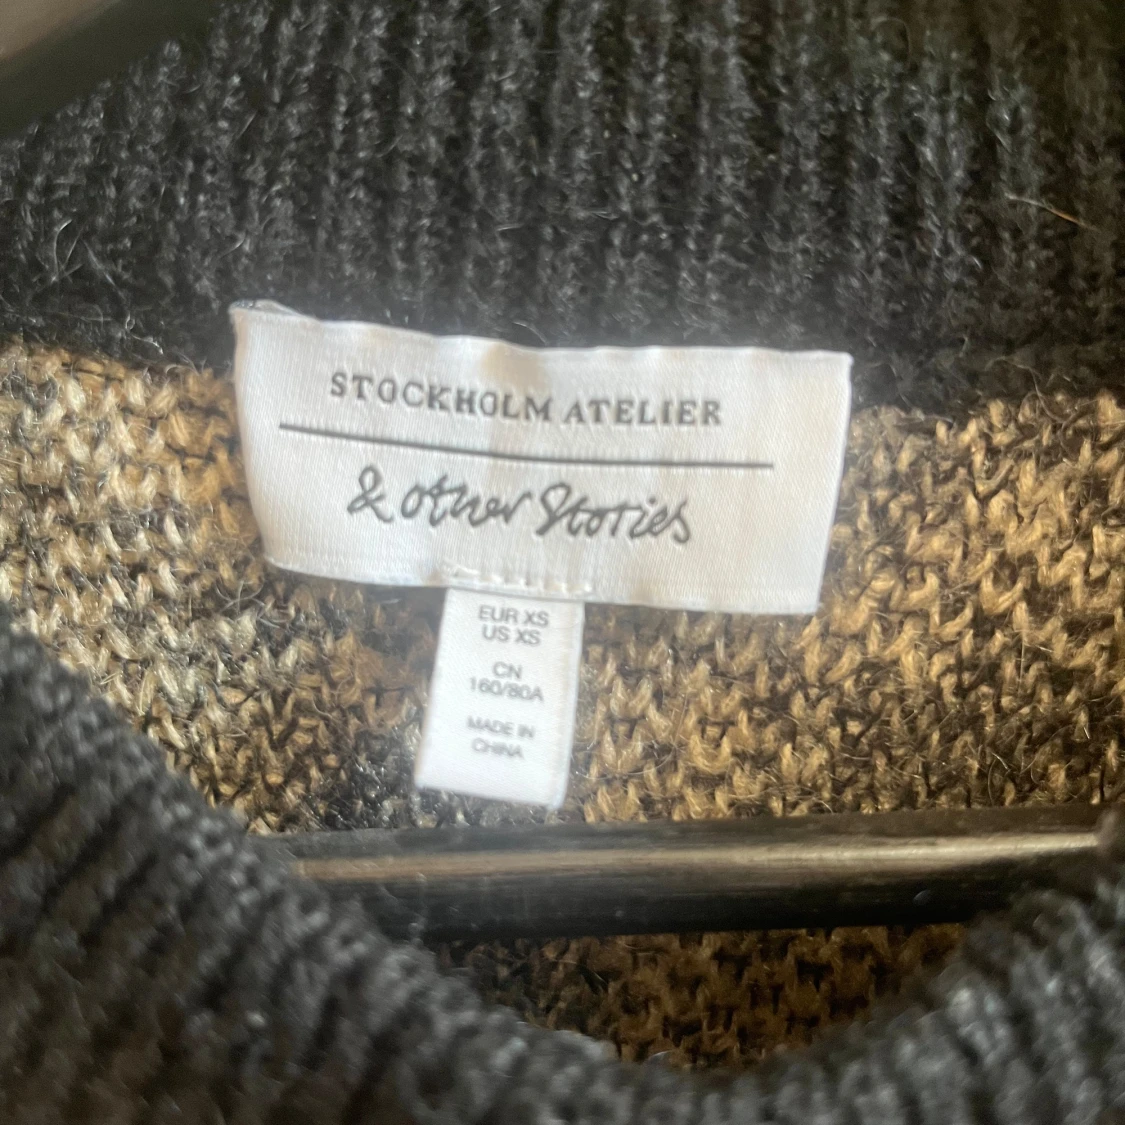 STOCKHOLM ATELIER
& other Stories
EUR XS
US XS
CN
160/80A
MADE IN
CHINA